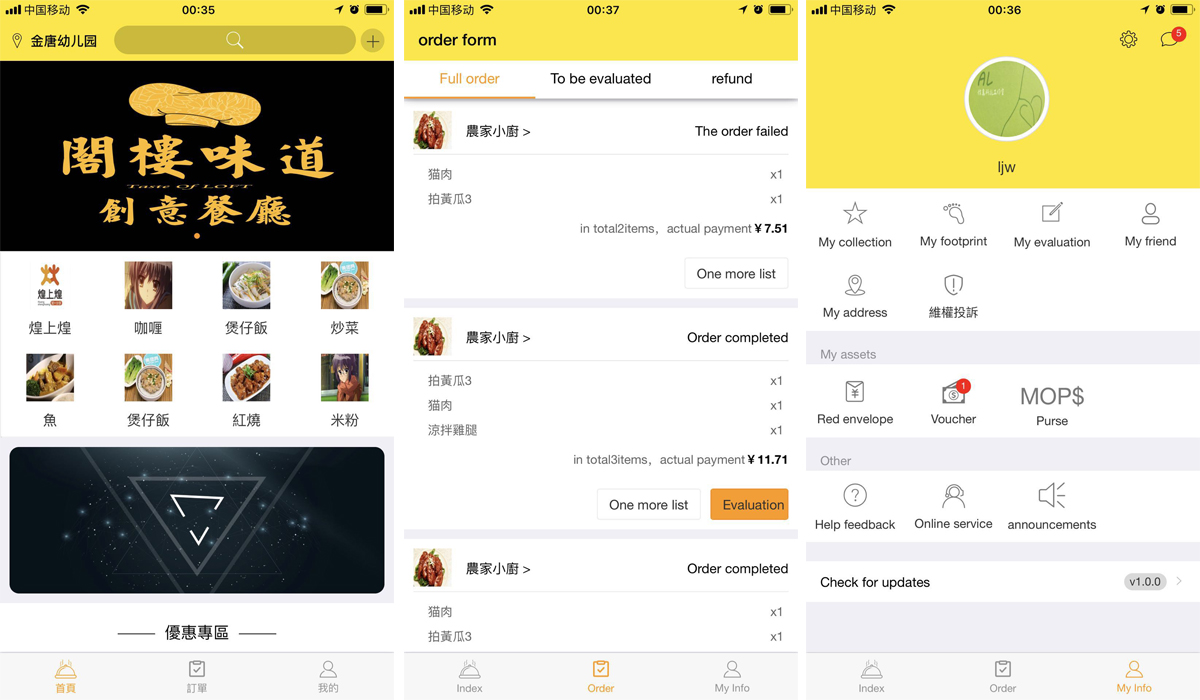 中国移动
00:35
金唐幼儿园
閣樓味道
Taste Of LOFT
創意餐廳
煌上煌
煌上煌
咖喱
煲仔飯
炒菜
魚
煲仔飯
紅燒
米粉
優惠專區
首頁
訂單
我的
中国移动
00:37
order form
Full order
To be evaluated
refund
農家小廚 >
The order failed
猫肉
x1
拍黃瓜3
x1
in total2items, actual payment ¥ 7.51
One more list
農家小廚 >
Order completed
拍黃瓜3
x1
猫肉
x1
涼拌雞腿
x1
in total3items, actual payment ¥ 11.71
One more list
Evaluation
農家小廚 >
Order completed
猫肉
x1
拍黃瓜3
x1
Index
Order
My Info
中国移动
00:36
5
AL
ljw
My collection
My footprint
My evaluation
My friend
My address
維權投訴
My assets
Red envelope
1
Voucher
MOP$
Purse
Other
Help feedback
Online service
announcements
Check for updates
v1.0.0
Index
Order
My Info